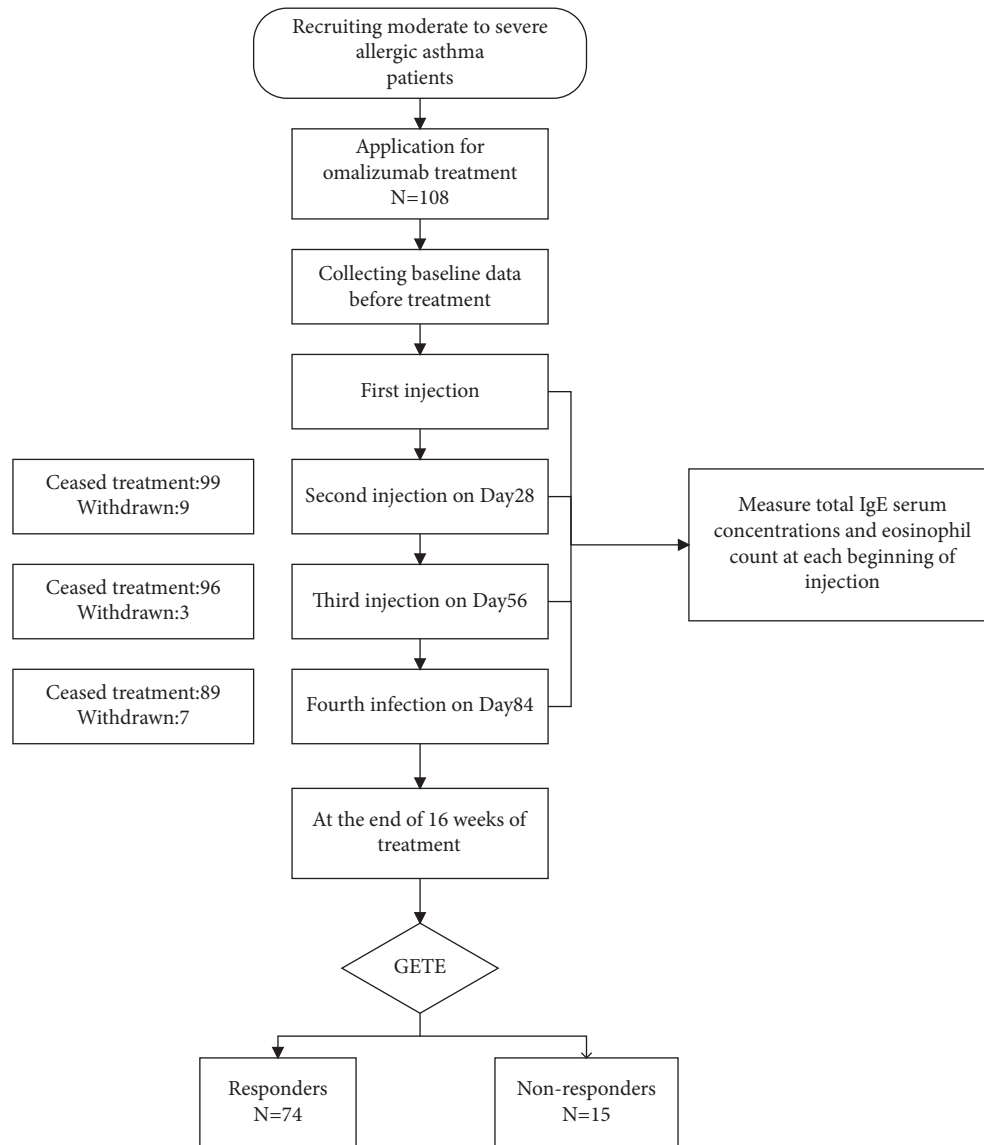 Recruiting moderate to severe
allergic asthma
patients
Application for
omalizumab treatment
N=108
Collecting baseline data
before treatment
First injection
Ceased treatment:99
Withdrawn:9
Second injection on Day28
Measure total IgE serum
concentrations and eosinophil
count at each beginning of
injection
Ceased treatment:96
Withdrawn:3
Third injection on Day56
Ceased treatment:89
Withdrawn:7
Fourth infection on Day84
At the end of 16 weeks of
treatment
GETE
Responders
N=74
Non-responders
N=15